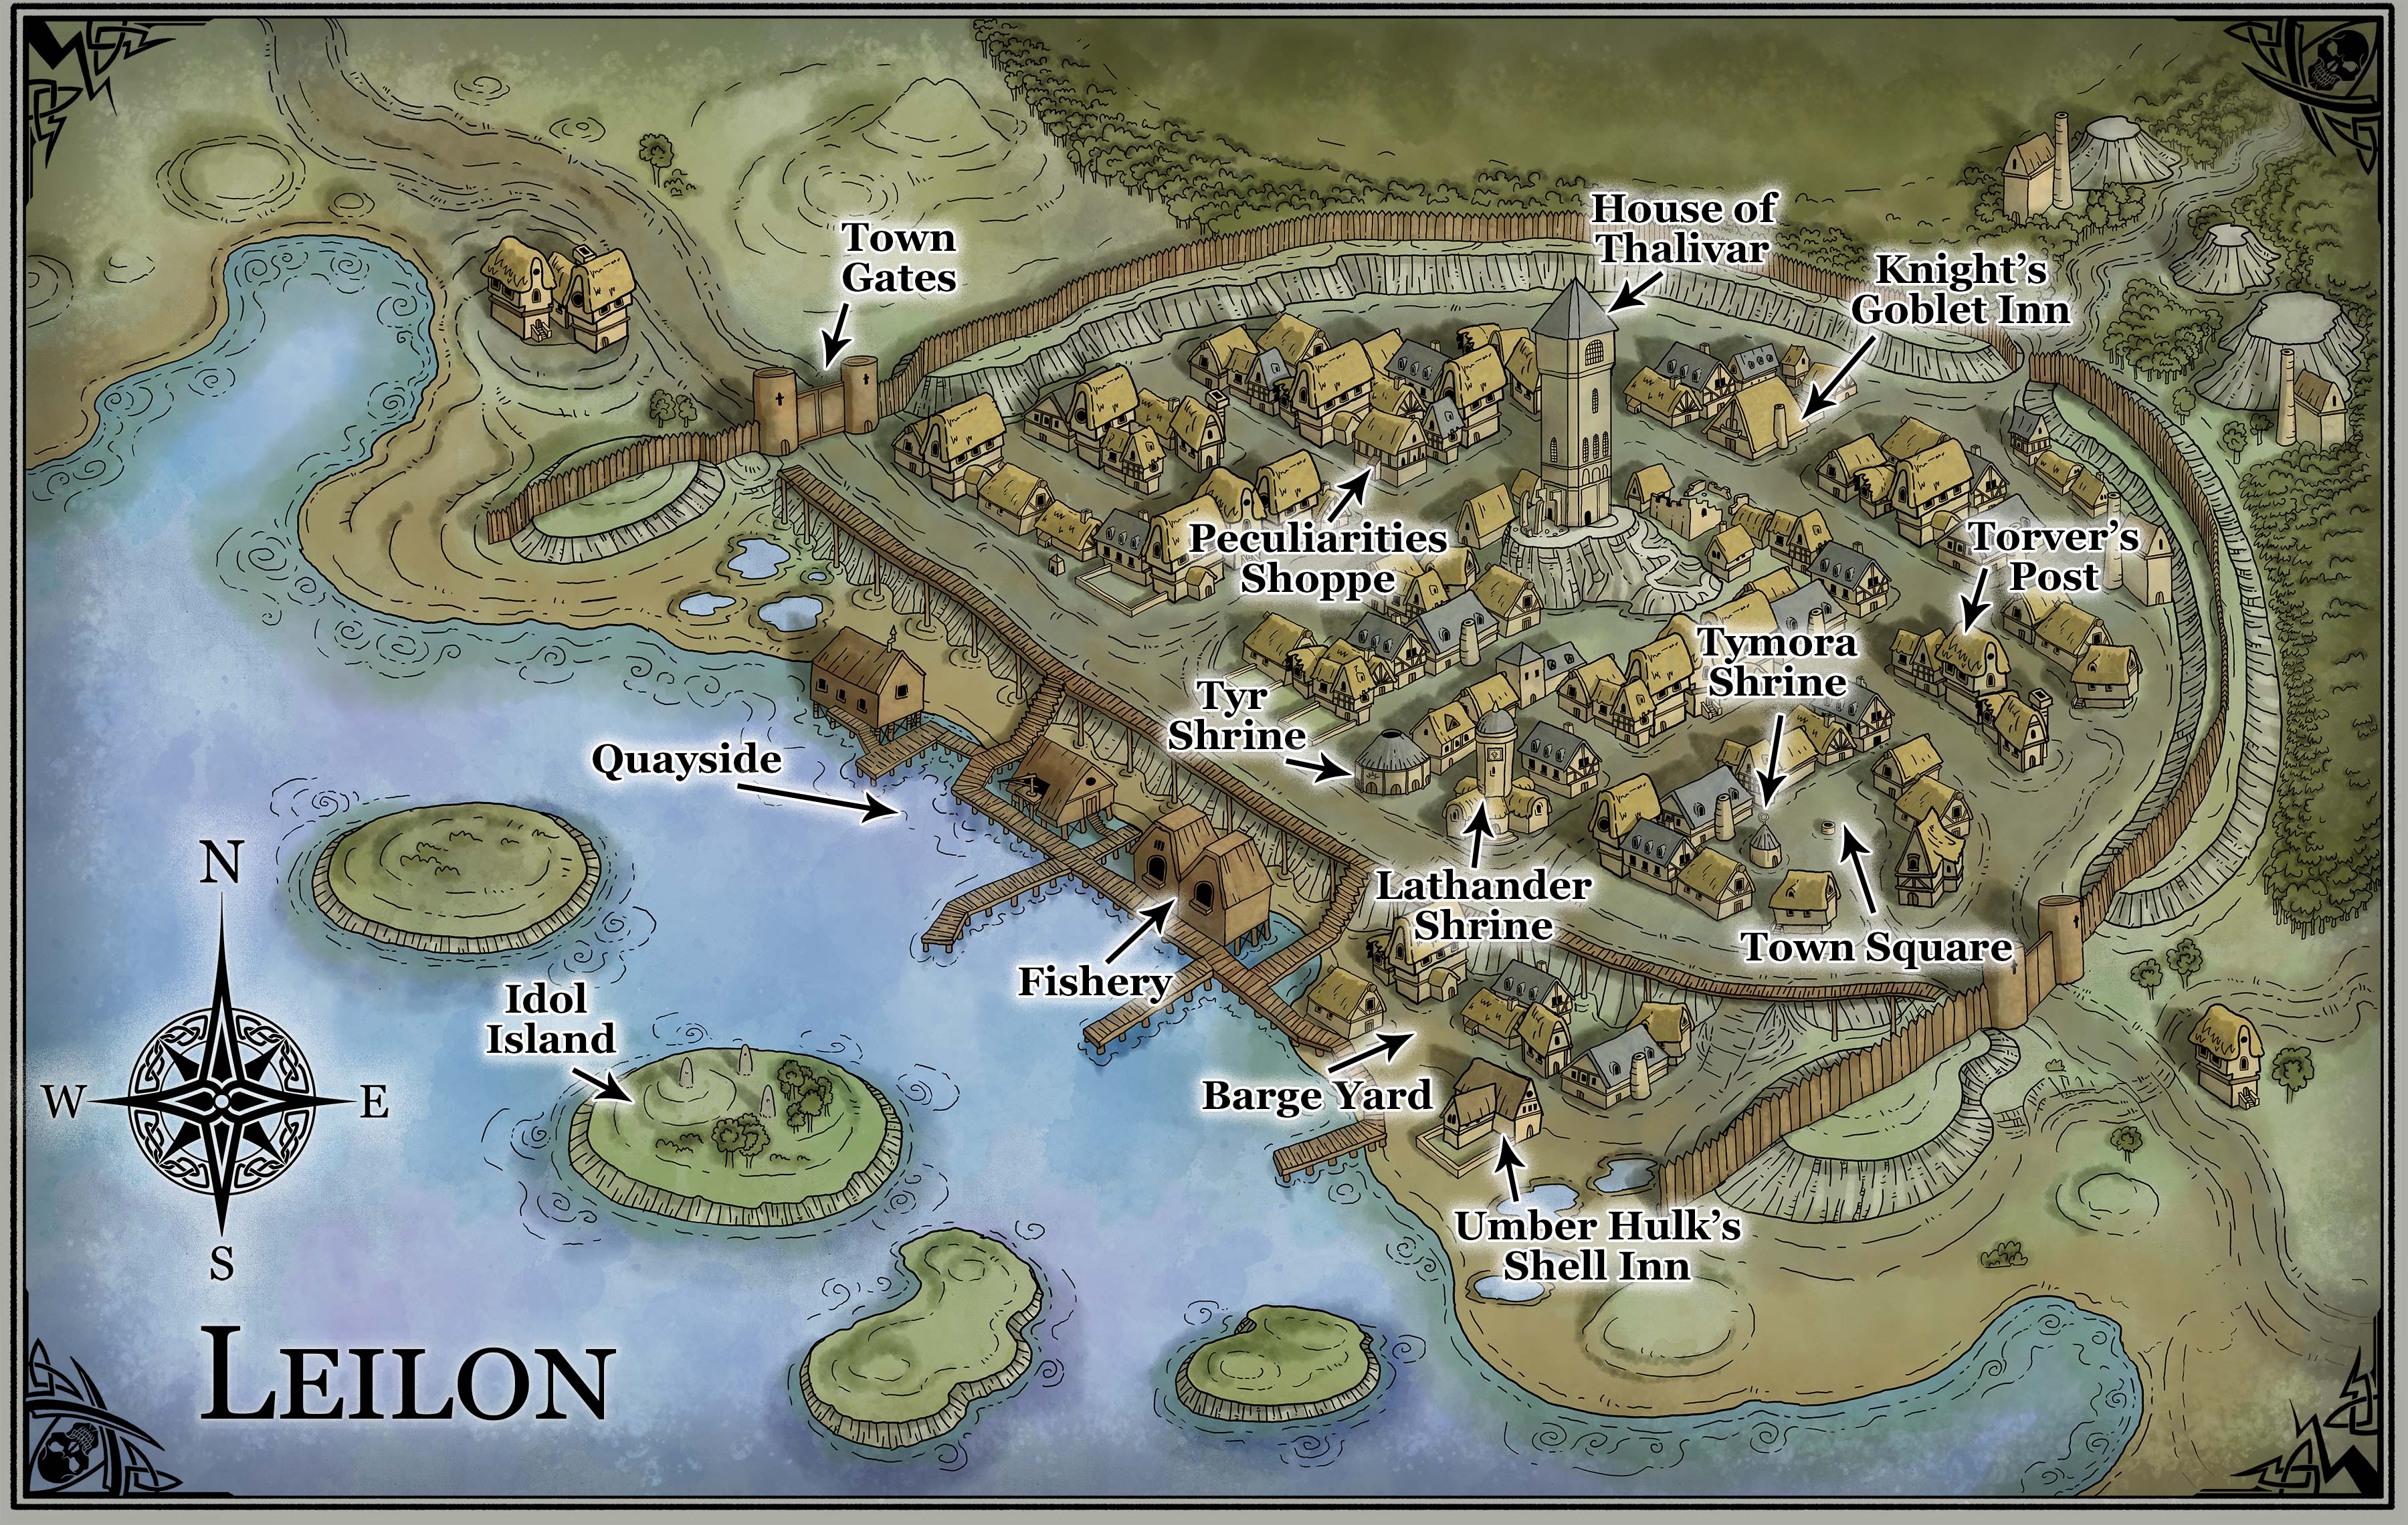 House of
Thalivar
Town
Gates
Knight's
Goblet Inn
Peculiarities
Shoppe
Torver's
Post
Tymora
Shrine
Tyr
Shrine
Quayside
N
Lathander
Shrine
Town Square
Fishery
Idol
Island
W
E
Barge Yard
Umber Hulk's
Shell Inn
S
LEILON